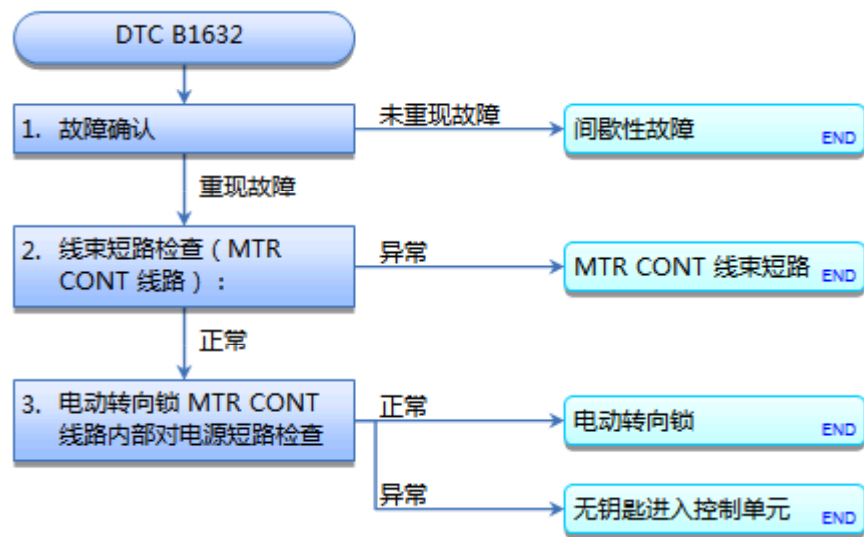 DTC B1632
1. 故障确认
未重现故障
间歇性故障
END
重现故障
2. 线束短路检查（MTR
CONT 线路）：
异常
MTR CONT 线束短路
END
正常
3. 电动转向锁 MTR CONT
线路内部对电源短路检查
正常
电动转向锁
END
异常
无钥匙进入控制单元
END